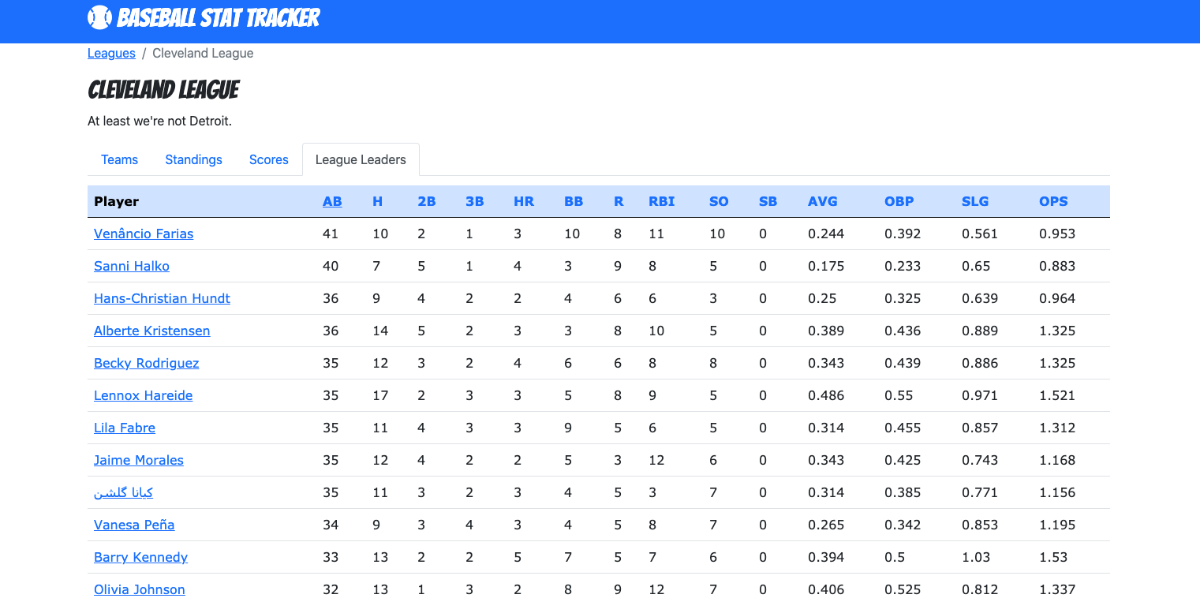 BASEBALL STAT TRACKER
Leagues / Cleveland League
CLEVELAND LEAGUE
At least we're not Detroit.
Teams Standings Scores League Leaders
Player AB H 2B 3B HR BB R RBI SO SB AVG OBP SLG OPS
Venâncio Farias 41 10 2 1 3 10 8 11 10 0 0.244 0.392 0.561 0.953
Sanni Halko 40 7 5 1 4 3 9 8 5 0 0.175 0.233 0.65 0.883
Hans-Christian Hundt 36 9 4 2 2 4 6 6 3 0 0.25 0.325 0.639 0.964
Alberte Kristensen 36 14 5 2 3 3 8 10 5 0 0.389 0.436 0.889 1.325
Becky Rodriguez 35 12 3 2 4 6 6 8 8 0 0.343 0.439 0.886 1.325
Lennox Hareide 35 17 2 3 3 5 8 9 5 0 0.486 0.55 0.971 1.521
Lila Fabre 35 11 4 3 3 9 5 6 5 0 0.314 0.455 0.857 1.312
Jaime Morales 35 12 4 2 2 5 3 12 6 0 0.343 0.425 0.743 1.168
کیانا گلشن 35 11 3 2 3 4 5 3 7 0 0.314 0.385 0.771 1.156
Vanesa Peña 34 9 3 4 3 4 5 8 7 0 0.265 0.342 0.853 1.195
Barry Kennedy 33 13 2 2 5 7 5 7 6 0 0.394 0.5 1.03 1.53
Olivia Johnson 32 13 1 3 2 8 9 12 7 0 0.406 0.525 0.812 1.337